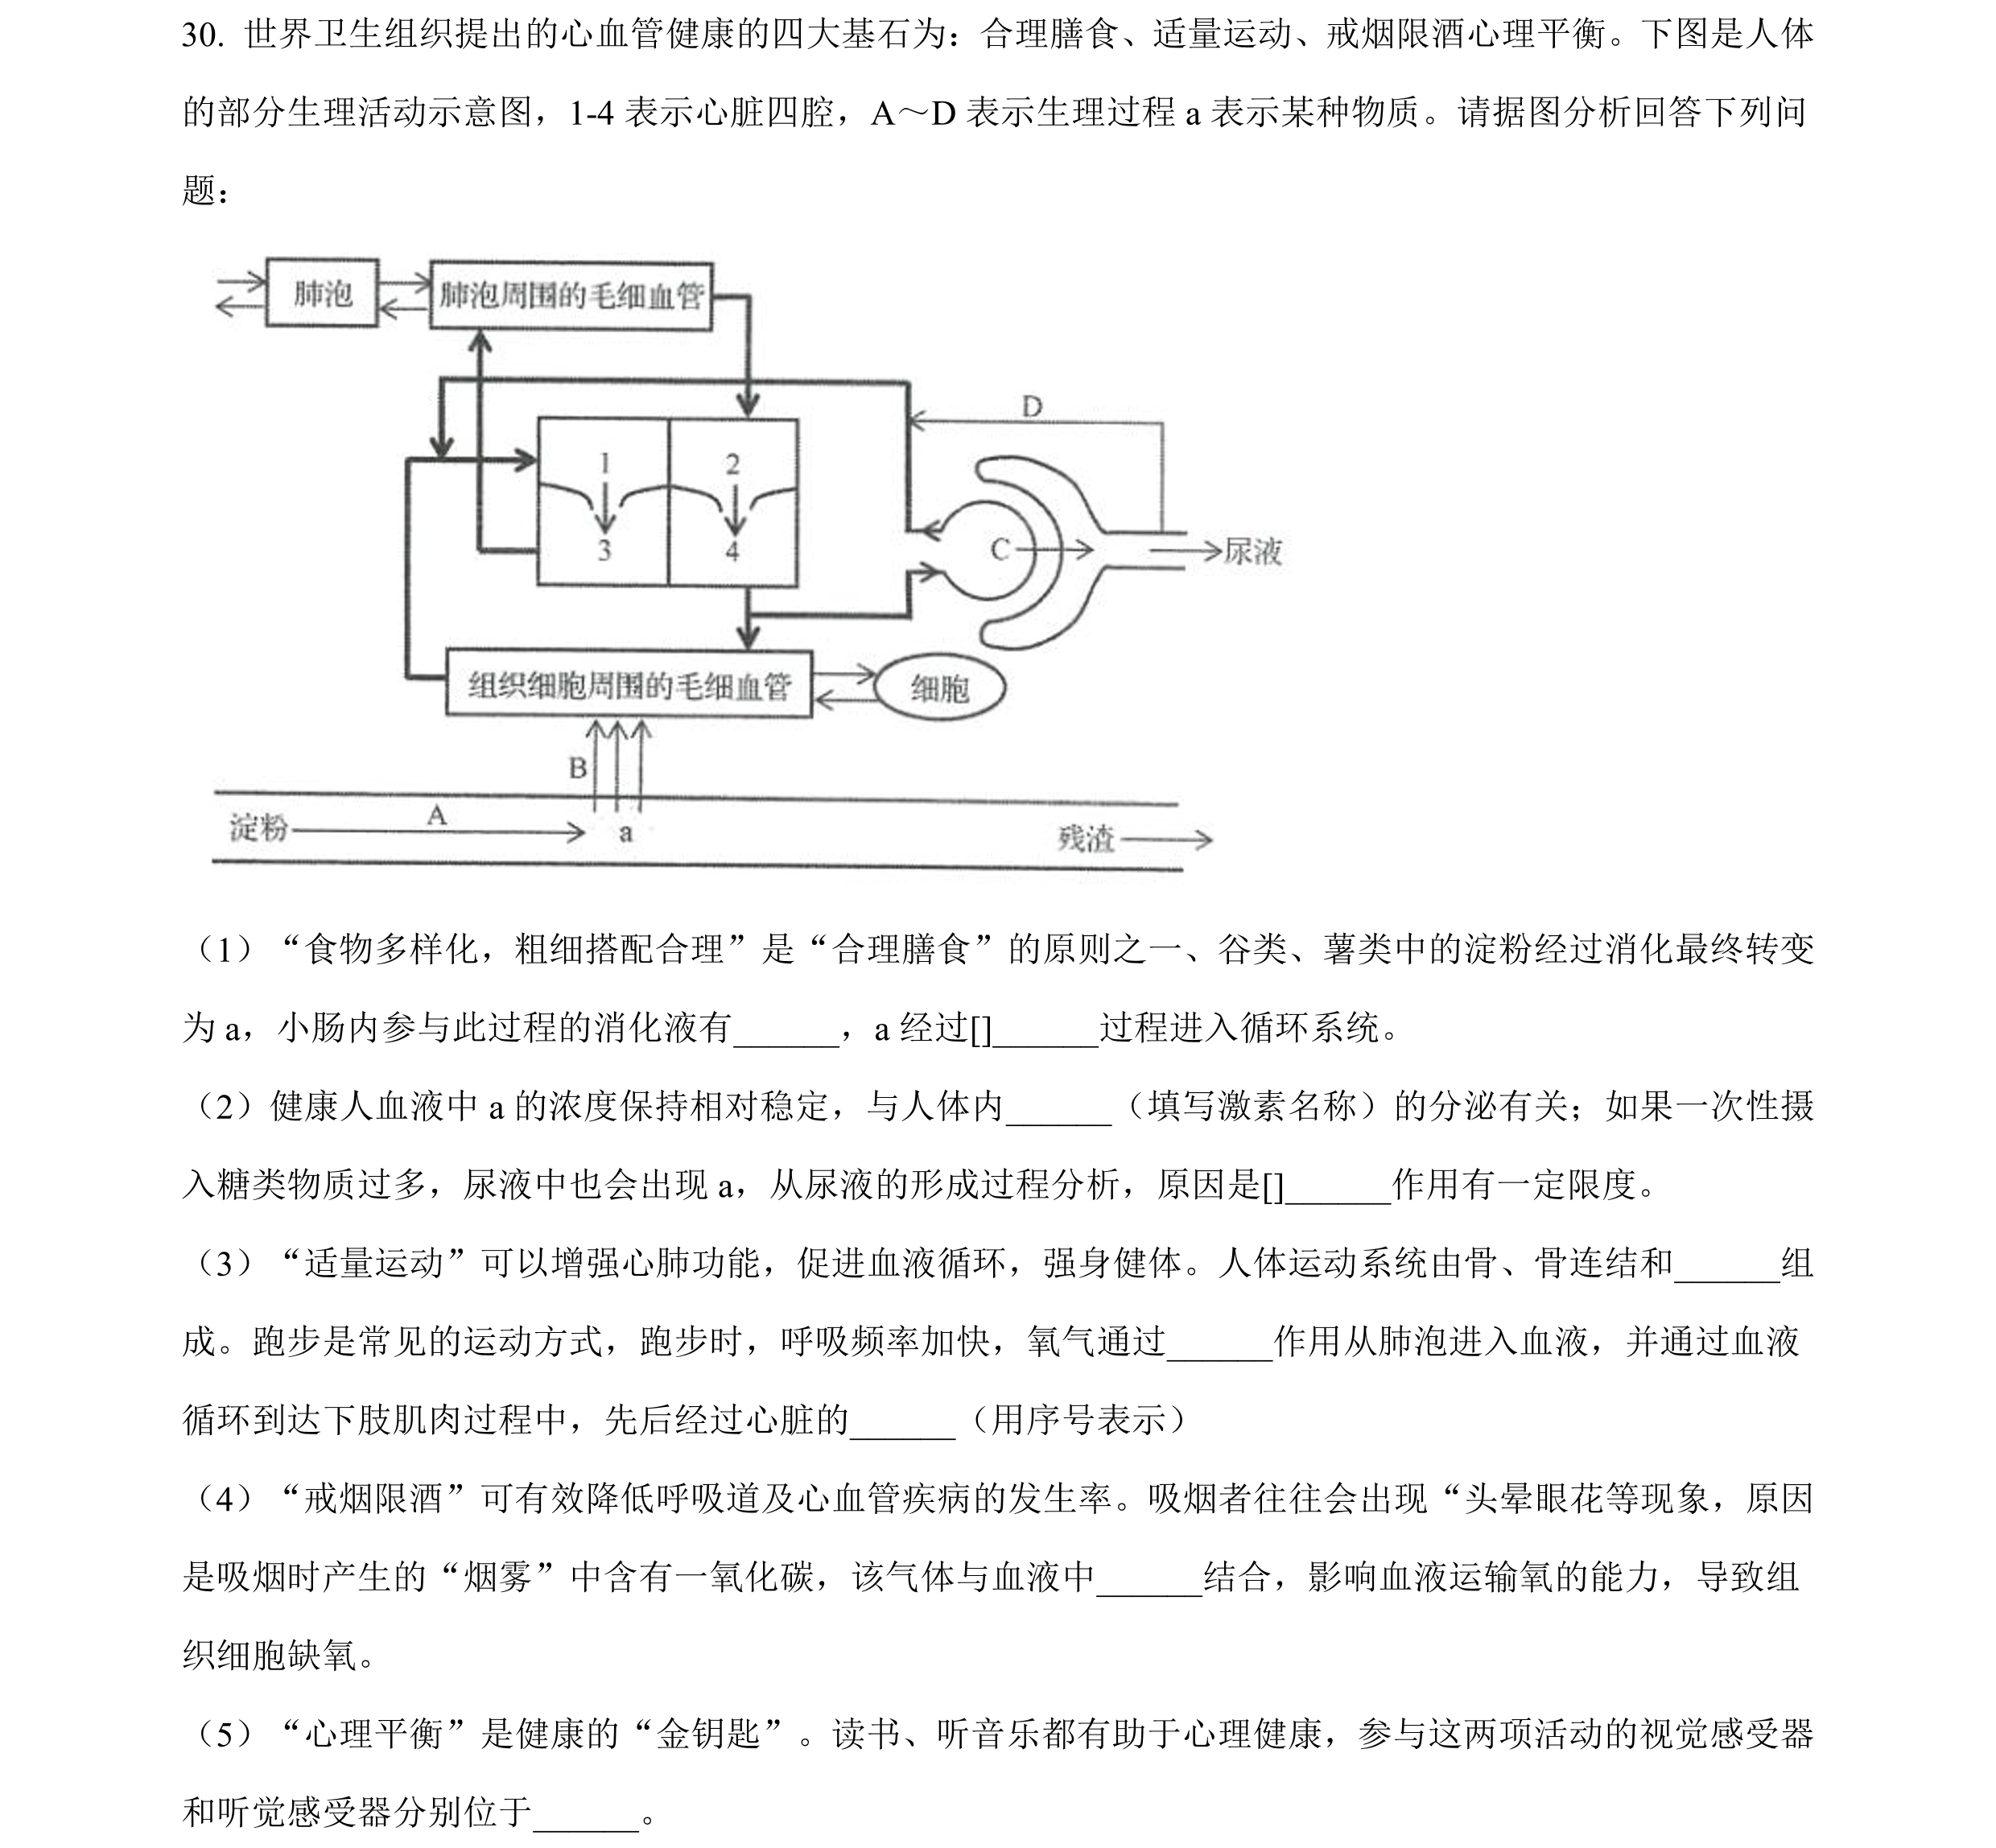 30. 世界卫生组织提出的心血管健康的四大基石为：合理膳食、适量运动、戒烟限酒心理平衡。下图是人体
的部分生理活动示意图，1-4 表示心脏四腔，A～D 表示生理过程 a 表示某种物质。请据图分析回答下列问
题：
肺泡
肺泡周围的毛细血管
D
1
2
3
4
C
尿液
组织细胞周围的毛细血管
细胞
B
淀粉
A
a
残渣
（1）“食物多样化，粗细搭配合理”是“合理膳食”的原则之一、谷类、薯类中的淀粉经过消化最终转变
为 a，小肠内参与此过程的消化液有______，a 经过[]______过程进入循环系统。
（2）健康人血液中 a 的浓度保持相对稳定，与人体内______（填写激素名称）的分泌有关；如果一次性摄
入糖类物质过多，尿液中也会出现 a，从尿液的形成过程分析，原因是[]______作用有一定限度。
（3）“适量运动”可以增强心肺功能，促进血液循环，强身健体。人体运动系统由骨、骨连结和______组
成。跑步是常见的运动方式，跑步时，呼吸频率加快，氧气通过______作用从肺泡进入血液，并通过血液
循环到达下肢肌肉过程中，先后经过心脏的______（用序号表示）
（4）“戒烟限酒”可有效降低呼吸道及心血管疾病的发生率。吸烟者往往会出现“头晕眼花等现象，原因
是吸烟时产生的“烟雾”中含有一氧化碳，该气体与血液中______结合，影响血液运输氧的能力，导致组
织细胞缺氧。
（5）“心理平衡”是健康的“金钥匙”。读书、听音乐都有助于心理健康，参与这两项活动的视觉感受器
和听觉感受器分别位于______。